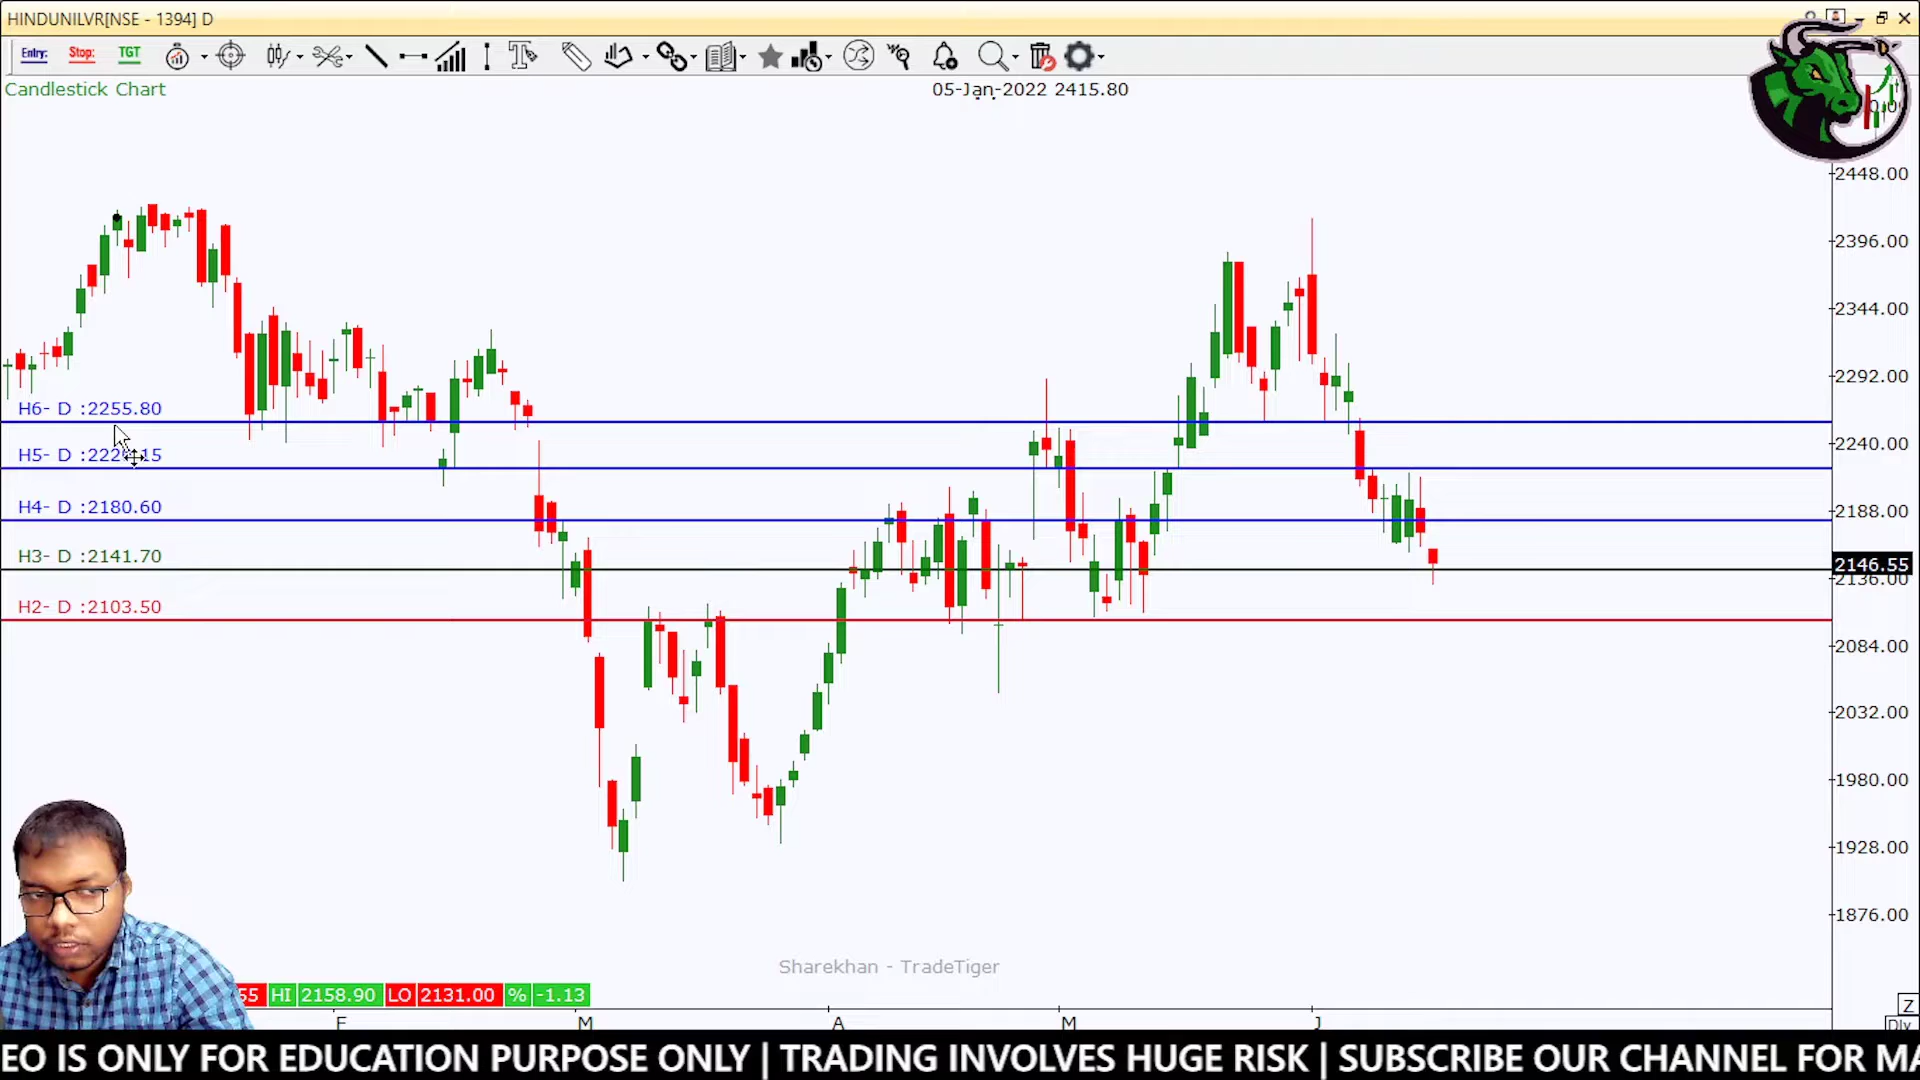 HINDUNILVR[NSE - 1394] D
Entry: Stop: TGT
Candlestick Chart
05-Jan-2022 2415.80
2448.00
2396.00
2344.00
2292.00
H6- D :2255.80
2240.00
H5- D
H4- D :2180.60
2188.00
H3- D :2141.70
2146.55
2136.00
H2- D :2103.50
2084.00
2032.00
1980.00
1928.00
1876.00
Sharekhan - TradeTiger
55 HI 2158.90 LO 2131.00 % -1.13
F M A M J
Z
Dly
EO IS ONLY FOR EDUCATION PURPOSE ONLY | TRADING INVOLVES HUGE RISK | SUBSCRIBE OUR CHANNEL FOR MA